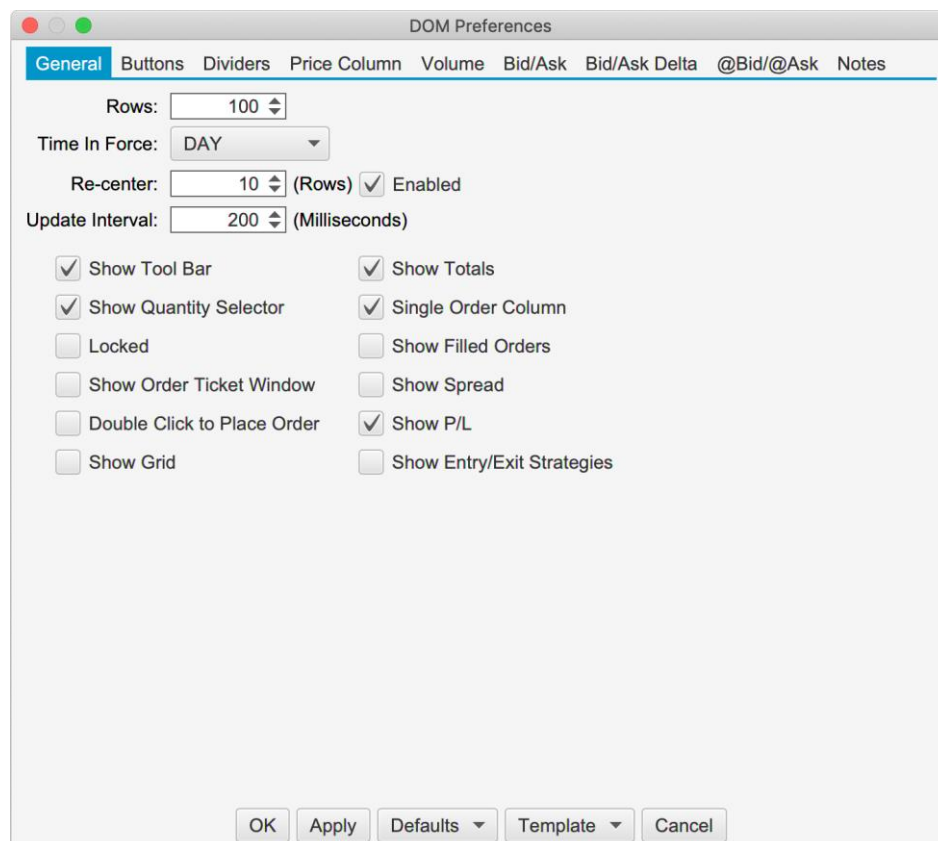 DOM Preferences
General Buttons Dividers Price Column Volume Bid/Ask Bid/Ask Delta @Bid/@Ask Notes
Rows: 100
Time In Force: DAY
Re-center: 10 (Rows) Enabled
Update Interval: 200 (Milliseconds)
Show Tool Bar Show Totals
Show Quantity Selector Single Order Column
Locked Show Filled Orders
Show Order Ticket Window Show Spread
Double Click to Place Order Show P/L
Show Grid Show Entry/Exit Strategies
OK Apply Defaults Template Cancel